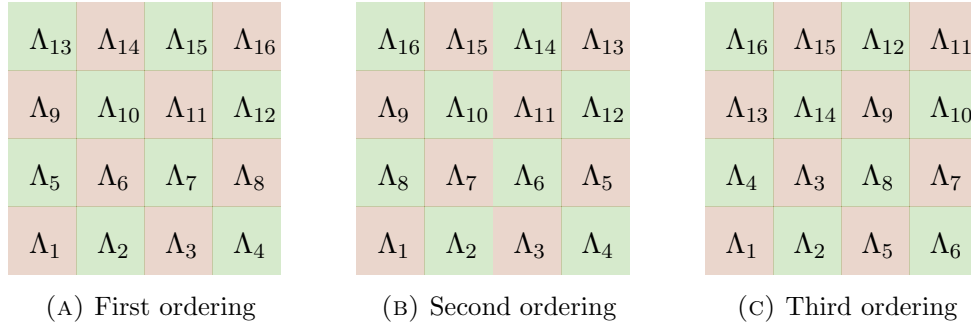 Λ13 Λ14 Λ15 Λ16 Λ16 Λ15 Λ14 Λ13 Λ16 Λ15 Λ12 Λ11
Λ9 Λ10 Λ11 Λ12 Λ9 Λ10 Λ11 Λ12 Λ13 Λ14 Λ9 Λ10
Λ5 Λ6 Λ7 Λ8 Λ8 Λ7 Λ6 Λ5 Λ4 Λ3 Λ8 Λ7
Λ1 Λ2 Λ3 Λ4 Λ1 Λ2 Λ3 Λ4 Λ1 Λ2 Λ5 Λ6
(A) First ordering (B) Second ordering (C) Third ordering